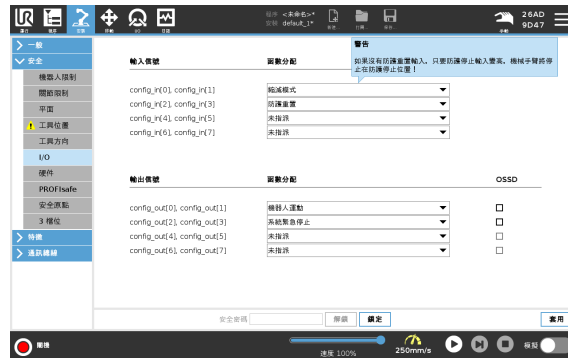 程序 <未命名>*
安裝 default_1*
26AD
9D47
運行
程序
安裝
移動
I/O
日誌
手動
一般
安全
機器人限制
關節限制
平面
工具位置
工具方向
I/O
硬件
PROFIsafe
安全原點
3 檔位
特徵
通訊總線
警告
如果沒有防護重置輸入，只要防護停止輸入變高，機械手臂將停
止在防護停止位置！
輸入信號 函數分配
config_in[0], config_in[1] 縮減模式
config_in[2], config_in[3] 防護重置
config_in[4], config_in[5] 未指派
config_in[6], config_in[7] 未指派
輸出信號 函數分配 OSSD
config_out[0], config_out[1] 機器人運動
config_out[2], config_out[3] 系統緊急停止
config_out[4], config_out[5] 未指派
config_out[6], config_out[7] 未指派
安全密碼 解鎖 鎖定 套用
關機
速度 100%
250mm/s
模擬